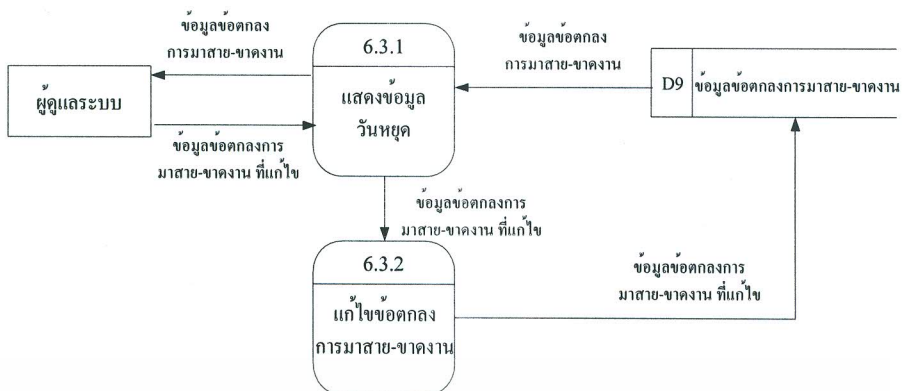 ข้อมูลข้อตกลง
การมาสาย-ขาดงาน
6.3.1
ข้อมูลข้อตกลง
การมาสาย-ขาดงาน
ผู้ดูแลระบบ
แสดงข้อมูล
วันหยุด
D9
ข้อมูลข้อตกลงการมาสาย-ขาดงาน
ข้อมูลข้อตกลงการ
มาสาย-ขาดงาน ที่แก้ไข
ข้อมูลข้อตกลงการ
มาสาย-ขาดงาน ที่แก้ไข
6.3.2
แก้ไขข้อตกลง
การมาสาย-ขาดงาน
ข้อมูลข้อตกลงการ
มาสาย-ขาดงาน ที่แก้ไข